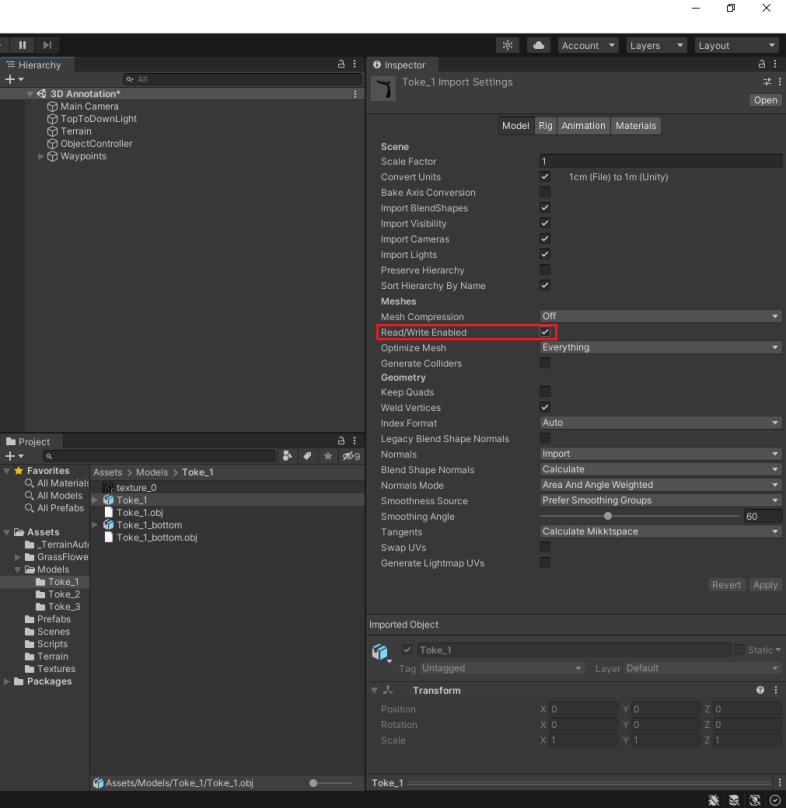 Account Layers Layout
Hierarchy
All
3D Annotation*
Main Camera
TopToDownLight
Terrain
ObjectController
Waypoints
Inspector
Toke_1 Import Settings
Open
Model Rig Animation Materials
Scene
Scale Factor 1
Convert Units 1cm (File) to 1m (Unity)
Bake Axis Conversion
Import BlendShapes
Import Visibility
Import Cameras
Import Lights
Preserve Hierarchy
Sort Hierarchy By Name
Meshes
Mesh Compression Off
Read/Write Enabled
Optimize Mesh Everything
Generate Colliders
Geometry
Keep Quads
Weld Vertices
Index Format Auto
Legacy Blend Shape Normals
Normals Import
Blend Shape Normals Calculate
Normals Mode Area And Angle Weighted
Smoothness Source Prefer Smoothing Groups
Smoothing Angle 60
Tangents Calculate Mikktspace
Swap UVs
Generate Lightmap UVs
Revert Apply
Imported Object
Toke_1 Static
Tag Untagged Layer Default
Transform
Position X 0 Y 0 Z 0
Rotation X 0 Y 0 Z 0
Scale X 1 Y 1 Z 1
Toke_1
Project
9
Favorites
All Materials
All Models
All Prefabs
Assets
_TerrainAuto
GrassFlowe
Models
Toke_1
Toke_2
Toke_3
Prefabs
Scenes
Scripts
Terrain
Textures
Packages
Assets > Models > Toke_1
texture_0
Toke_1
Toke_1.obj
Toke_1_bottom
Toke_1_bottom.obj
Assets/Models/Toke_1/Toke_1.obj